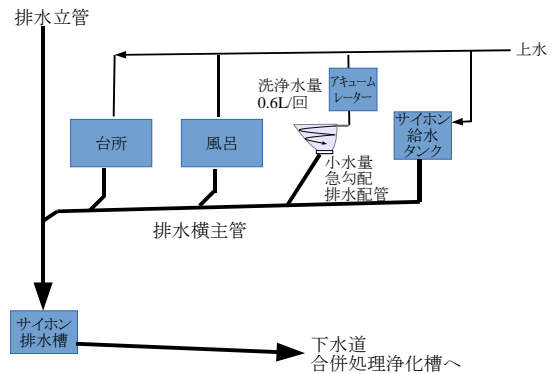 排水立管
上水
洗浄水量
0.6L/回
アキューム
レーター
サイホン
給水
タンク
台所
風呂
小水量
急勾配
排水配管
排水横主管
サイホン
排水槽
下水道
合併処理浄化槽へ